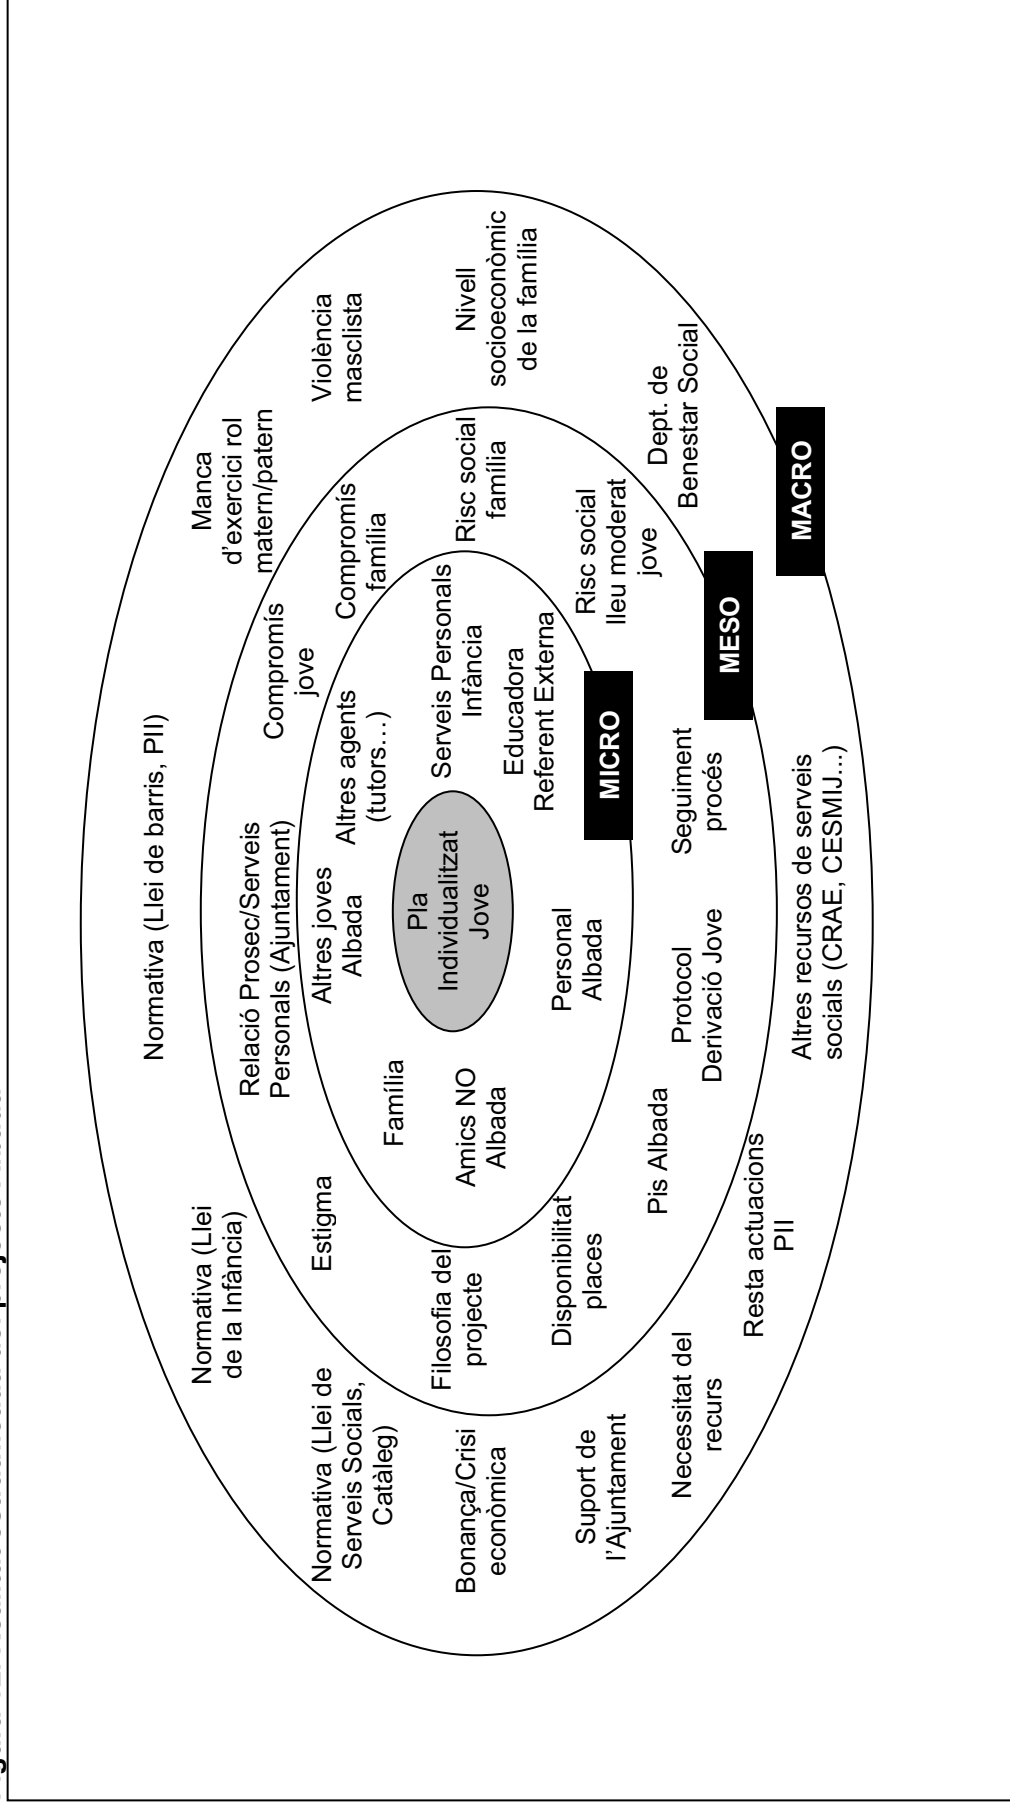 Normativa (Llei de barris, PII)
Normativa (Llei
de la Infància)
Manca
d'exercici rol
matern/patern
Relació Prosec/Serveis
Personals (Ajuntament)
Compromís
jove
Normativa (Llei de
Serveis Socials,
Catàleg)
Estigma
Altres joves
Albada
Altres agents
(tutors…)
Compromís
família
Violència
masclista
Família
Pla
Individualitzat
Jove
Bonança/Crisi
econòmica
Filosofia del
projecte
Amics NO
Albada
Serveis Personals
Infància
Risc social
família
Nivell
socioeconòmic
de la família
Educadora
Referent Externa
Disponibilitat
places
Personal
Albada
Suport de
l'Ajuntament
MICRO
Risc social
lleu moderat
jove
Pis Albada
Dept. de
Benestar Social
Necessitat del
recurs
Protocol
Derivació Jove
Seguiment
procés
MESO
Resta actuacions
PII
Altres recursos de serveis
socials (CRAE, CESMIJ...)
MACRO